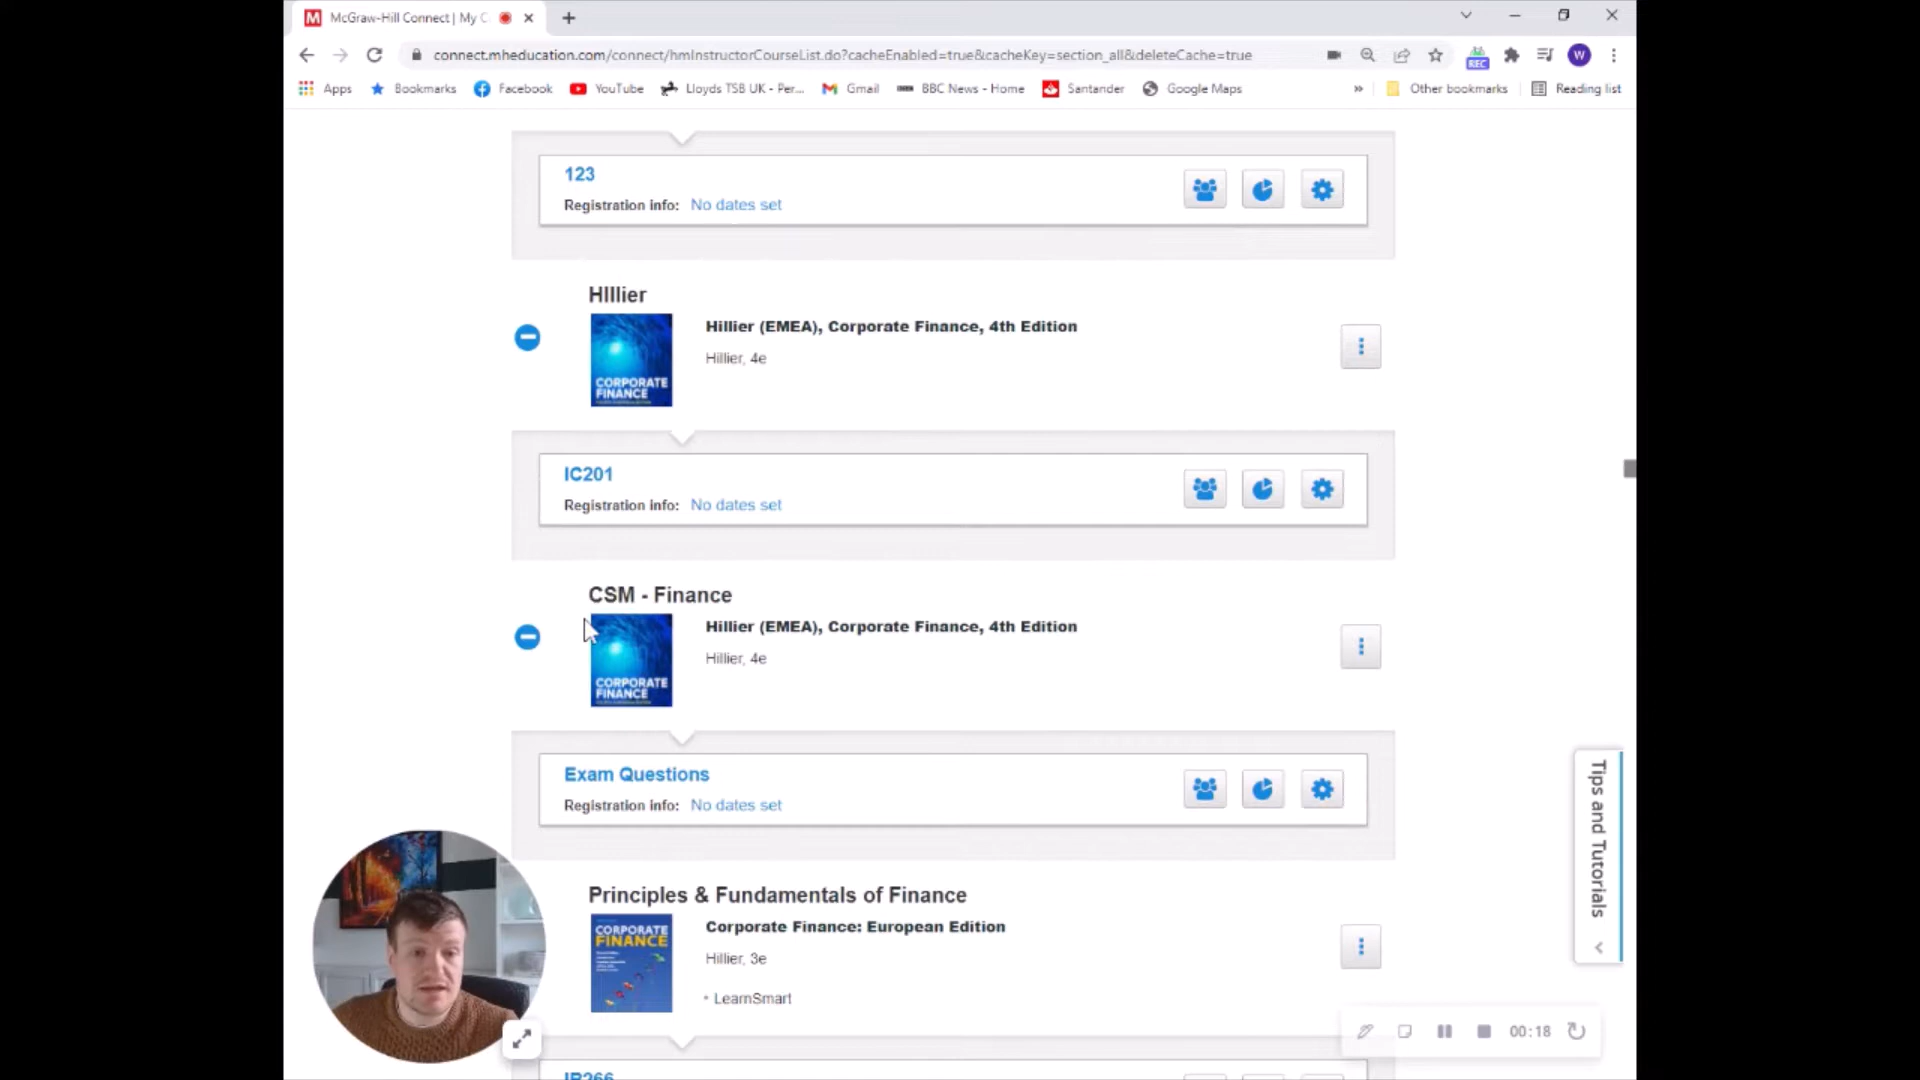 McGraw-Hill Connect | My C
connect.mheducation.com/connect/hmInstructorCourseList.do?cacheEnabled=true&cacheKey=section_all&deleteCache=true
REC
W
Apps
Bookmarks
Facebook
YouTube
Lloyds TSB UK - Per...
Gmail
BBC News - Home
Santander
Google Maps
»
Other bookmarks
Reading list
123
Registration info: No dates set
HIllier
Hillier (EMEA), Corporate Finance, 4th Edition
Hillier, 4e
CORPORATE
FINANCE
IC201
Registration info: No dates set
CSM - Finance
Hillier (EMEA), Corporate Finance, 4th Edition
Hillier, 4e
CORPORATE
FINANCE
Exam Questions
Registration info: No dates set
Principles & Fundamentals of Finance
Corporate Finance: European Edition
Hillier, 3e
CORPORATE
FINANCE
• LearnSmart
Tips and Tutorials
00:18